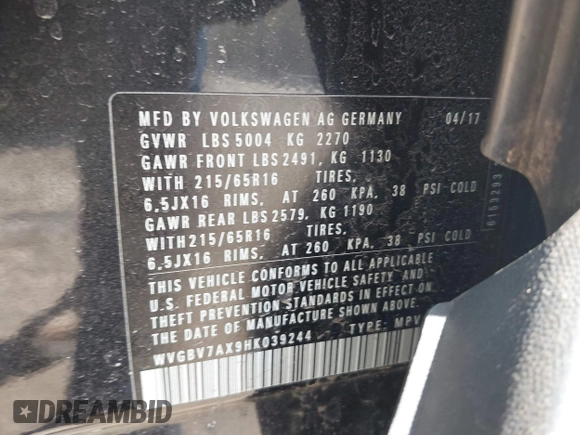 MFD BY VOLKSWAGEN AG GERMANY 04/17
GVWR LBS 5004 KG 2270
GAWR FRONT LBS 2491, KG 1130
WITH 215/65R16 TIRES,
6,5JX16 RIMS, AT 260 KPA, 38 PSI COLD
GAWR REAR LBS 2579, KG 1190
WITH 215/65R16 TIRES,
6,5JX16 RIMS, AT 260 KPA, 38 PSI COLD
THIS VEHICLE CONFORMS TO ALL APPLICABLE
U.S. FEDERAL MOTOR VEHICLE SAFETY AND
THEFT PREVENTION STANDARDS IN EFFECT ON
THE DATE OF MANUFACTURE SHOWN ABOVE.
WVGBV7AX9HK039244 TYPE: MPV
6103293
DREAMBID